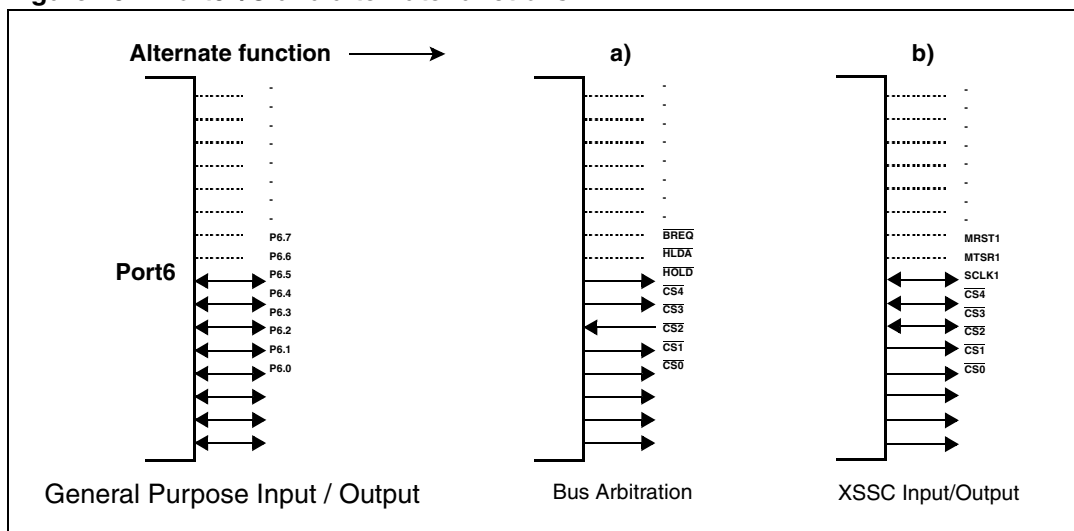 Alternate function
a)
b)
-
-
-
-
-
-
-
-
P6.7
P6.6
P6.5
P6.4
P6.3
P6.2
P6.1
P6.0
Port6
General Purpose Input / Output
-
-
-
-
-
-
-
-
BREQ
HLDA
HOLD
CS4
CS3
CS2
CS1
CS0
Bus Arbitration
-
-
-
-
-
-
-
-
MRST1
MTSR1
SCLK1
CS4
CS3
CS2
CS1
CS0
XSSC Input/Output